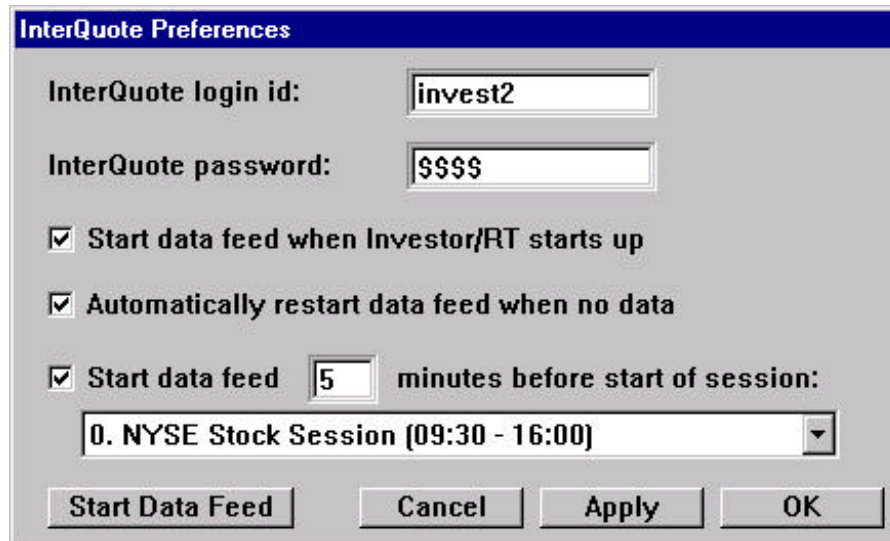 InterQuote Preferences
InterQuote login id: invest2
InterQuote password: $$$$
Start data feed when Investor/RT starts up
Automatically restart data feed when no data
Start data feed 5 minutes before start of session:
0. NYSE Stock Session (09:30 - 16:00)
Start Data Feed Cancel Apply OK